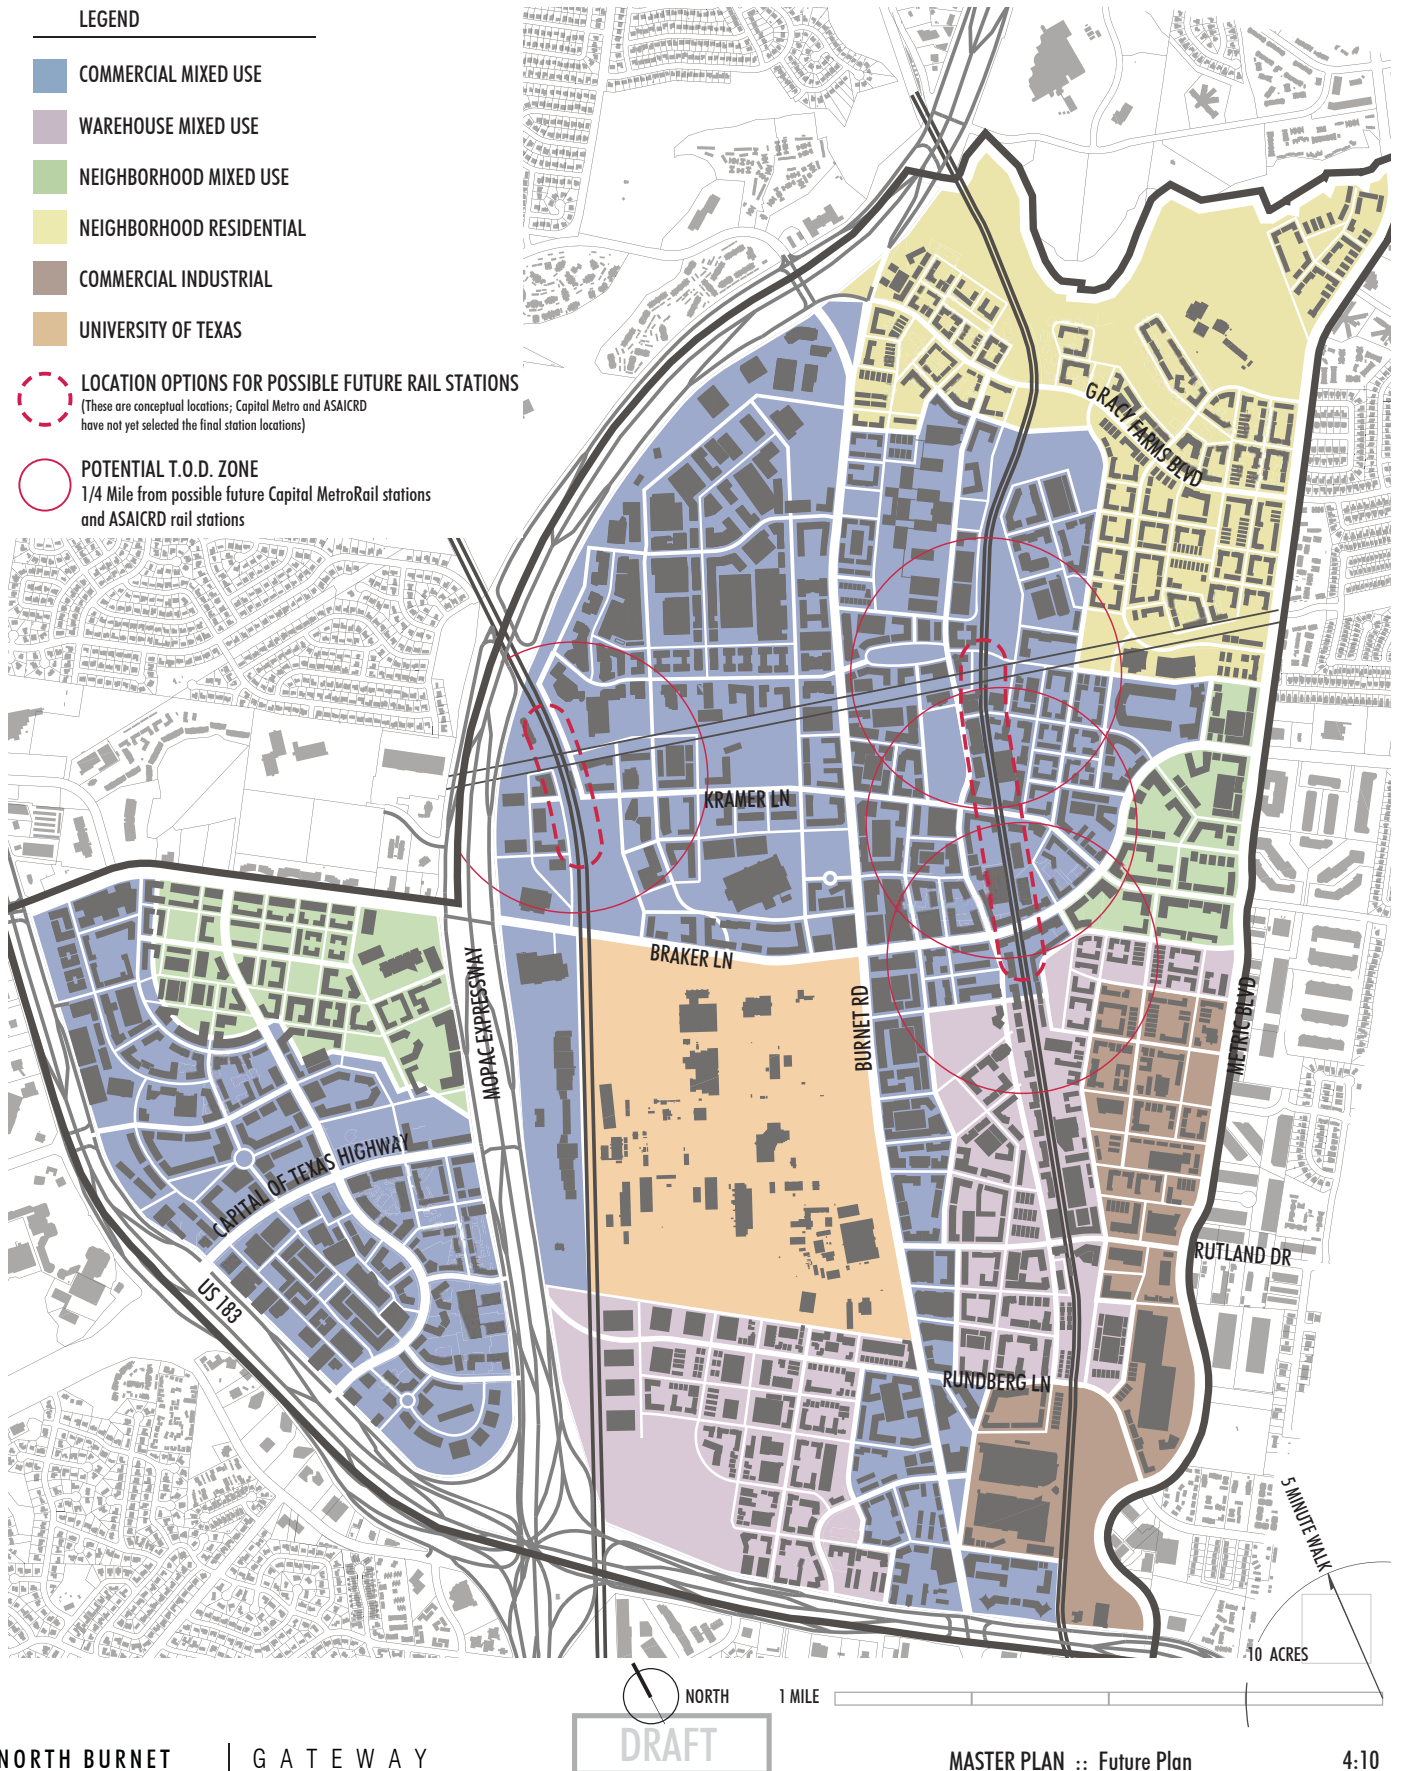 LEGEND
COMMERCIAL MIXED USE
WAREHOUSE MIXED USE
NEIGHBORHOOD MIXED USE
NEIGHBORHOOD RESIDENTIAL
COMMERCIAL INDUSTRIAL
UNIVERSITY OF TEXAS
LOCATION OPTIONS FOR POSSIBLE FUTURE RAIL STATIONS
(These are conceptual locations; Capital Metro and ASAICRD
have not yet selected the final station locations)
POTENTIAL T.O.D. ZONE
1/4 Mile from possible future Capital MetroRail stations
and ASAICRD rail stations
GRACY FARMS BLVD
KRAMER LN
BRAKER LN
MOPAC EXPRESSWAY
BURNET RD
METRIC BLVD
CAPITAL OF TEXAS HIGHWAY
US 183
RUTLAND DR
RUNDBERG LN
5 MINUTE WALK
10 ACRES
NORTH
1 MILE
DRAFT
NORTH BURNET | GATEWAY
MASTER PLAN :: Future Plan
4:10